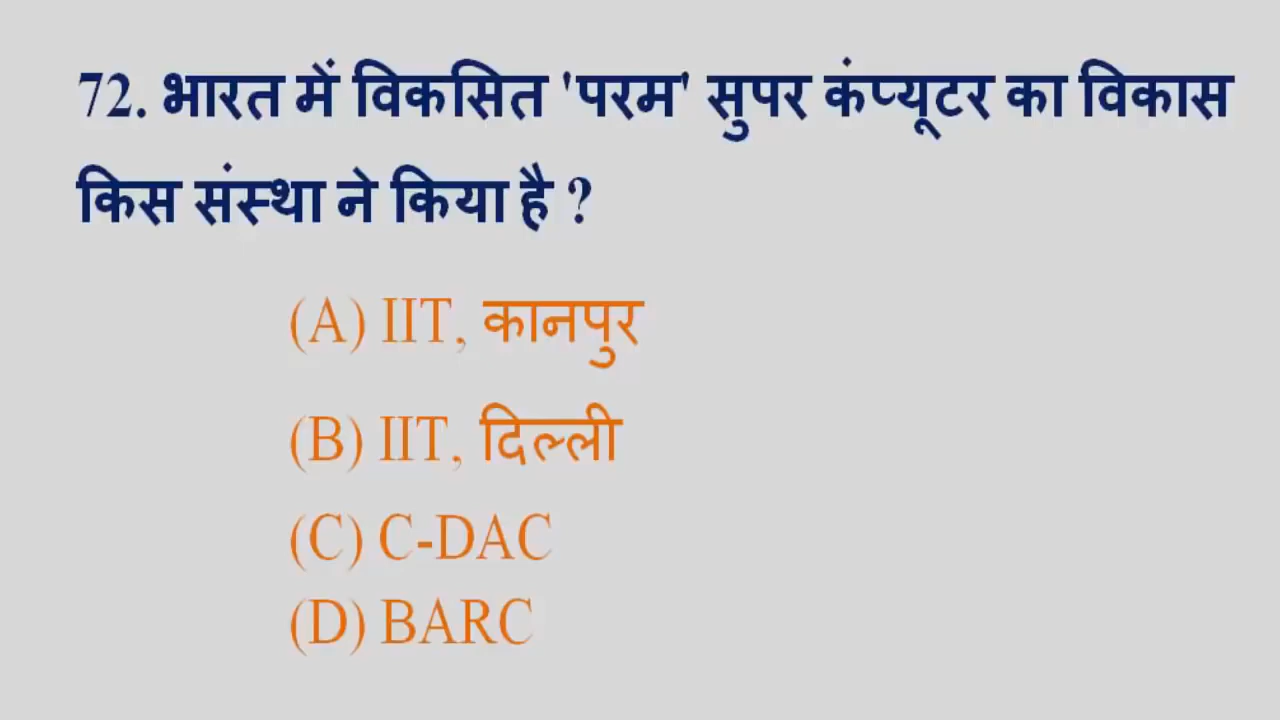 72. भारत में विकसित 'परम' सुपर कंप्यूटर का विकास
किस संस्था ने किया है ?
(A) IIT, कानपुर
(B) IIT, दिल्ली
(C) C-DAC
(D) BARC